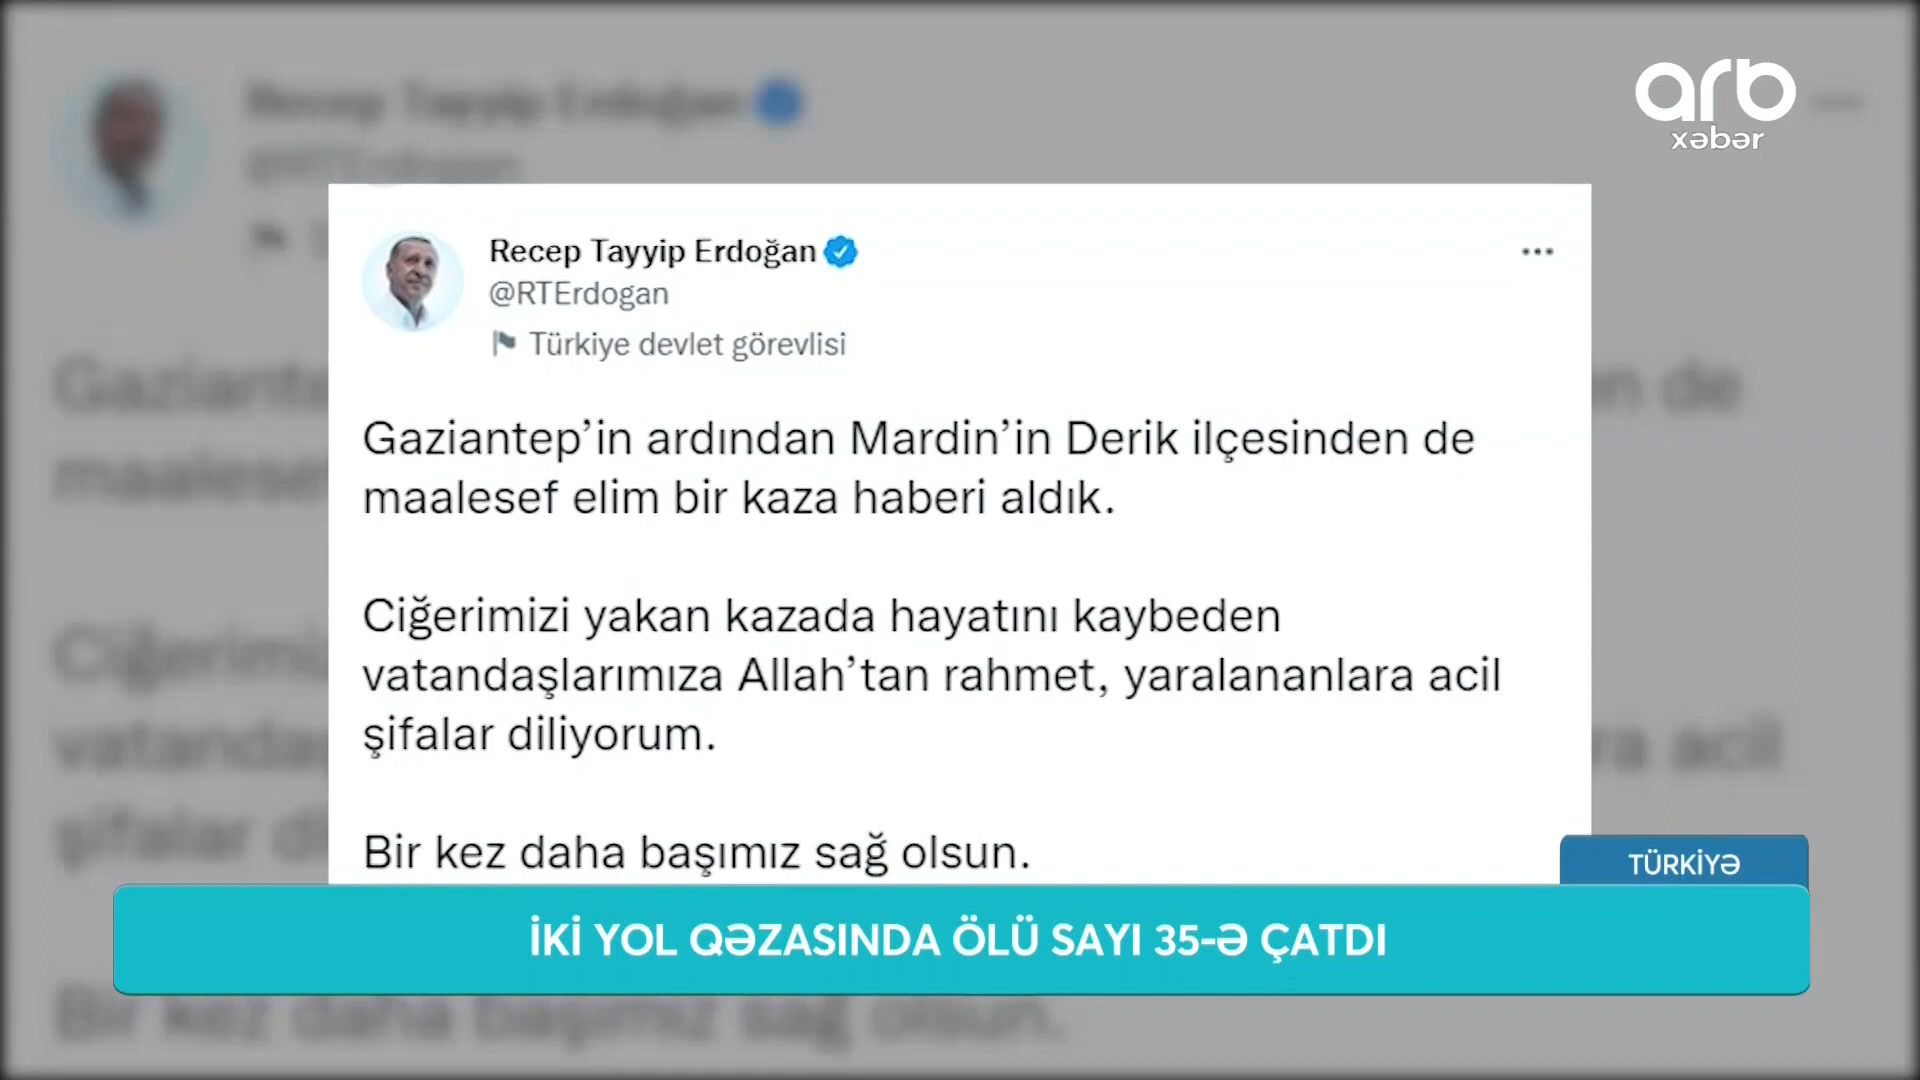 arb
xəbər
Recep Tayyip Erdoğan
@RTErdogan
Türkiye devlet görevlisi
Gaziantep’in ardından Mardin’in Derik ilçesinden de
maalesef elim bir kaza haberi aldık.
Ciğerimizi yakan kazada hayatını kaybeden
vatandaşlarımıza Allah’tan rahmet, yaralananlara acil
şifalar diliyorum.
Bir kez daha başımız sağ olsun.
TÜRKİYƏ
İKİ YOL QƏZASINDA ÖLÜ SAYI 35-Ə ÇATDI